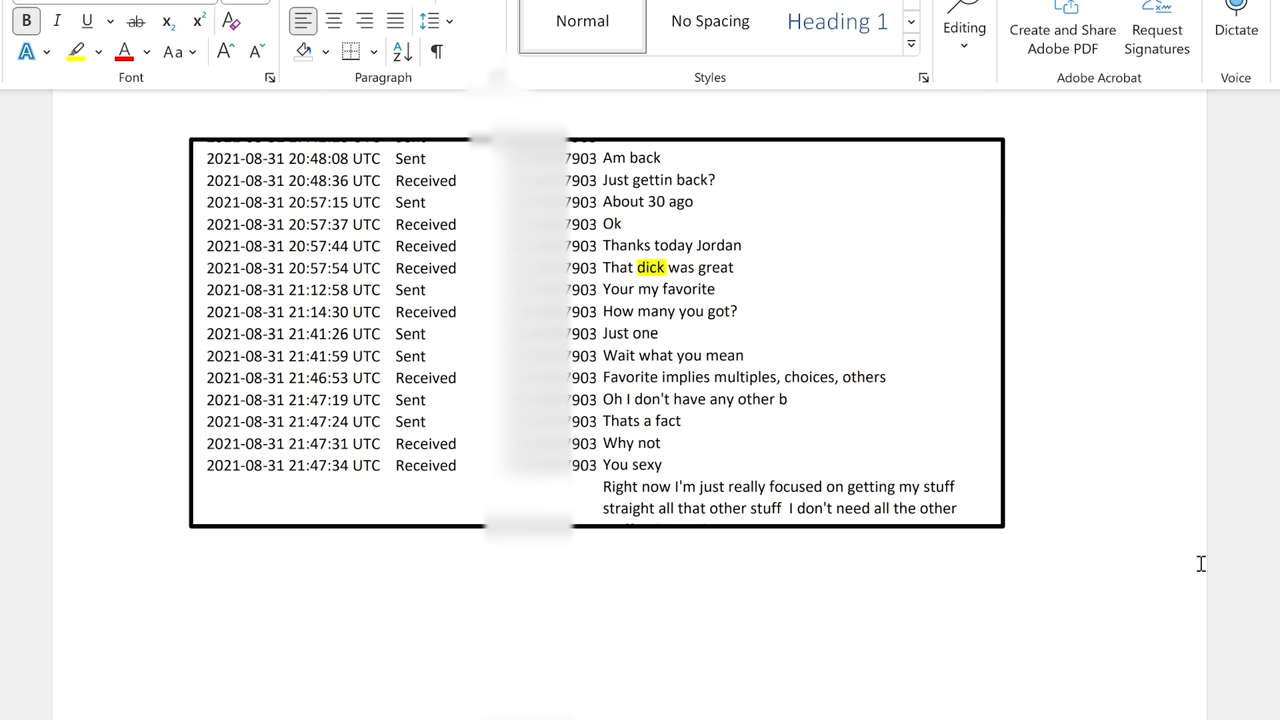 B I U ab x₂ x² A
A A Aa A^ Aˇ A Z ¶
Normal No Spacing Heading 1
Editing
Create and Share Adobe PDF
Request Signatures
Dictate
Font Paragraph Styles Adobe Acrobat Voice
2021-08-31 20:48:08 UTC Sent 7903 Am back
2021-08-31 20:48:36 UTC Received 7903 Just gettin back?
2021-08-31 20:57:15 UTC Sent 7903 About 30 ago
2021-08-31 20:57:37 UTC Received 7903 Ok
2021-08-31 20:57:44 UTC Received 7903 Thanks today Jordan
2021-08-31 20:57:54 UTC Received 7903 That dick was great
2021-08-31 21:12:58 UTC Sent 7903 Your my favorite
2021-08-31 21:14:30 UTC Received 7903 How many you got?
2021-08-31 21:41:26 UTC Sent 7903 Just one
2021-08-31 21:41:59 UTC Sent 7903 Wait what you mean
2021-08-31 21:46:53 UTC Received 7903 Favorite implies multiples, choices, others
2021-08-31 21:47:19 UTC Sent 7903 Oh I don't have any other b
2021-08-31 21:47:24 UTC Sent 7903 Thats a fact
2021-08-31 21:47:31 UTC Received 7903 Why not
2021-08-31 21:47:34 UTC Received 7903 You sexy
Right now I'm just really focused on getting my stuff
straight all that other stuff I don't need all the other